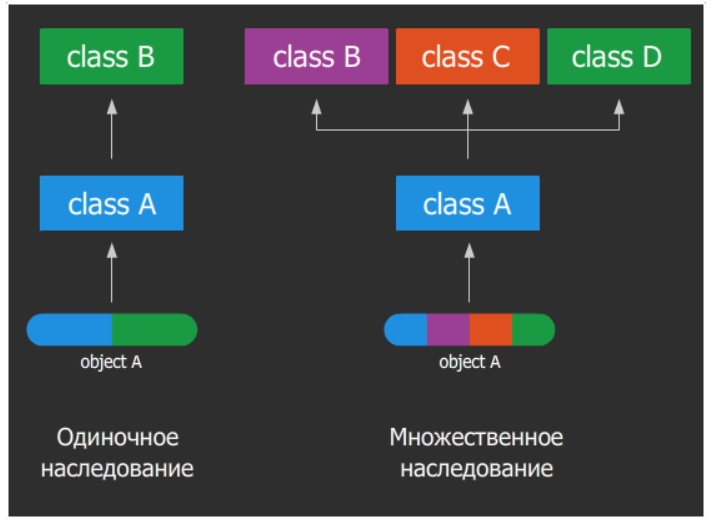 class B
class B
class C
class D
class A
class A
object A
object A
Одиночное
наследование
Множественное
наследование